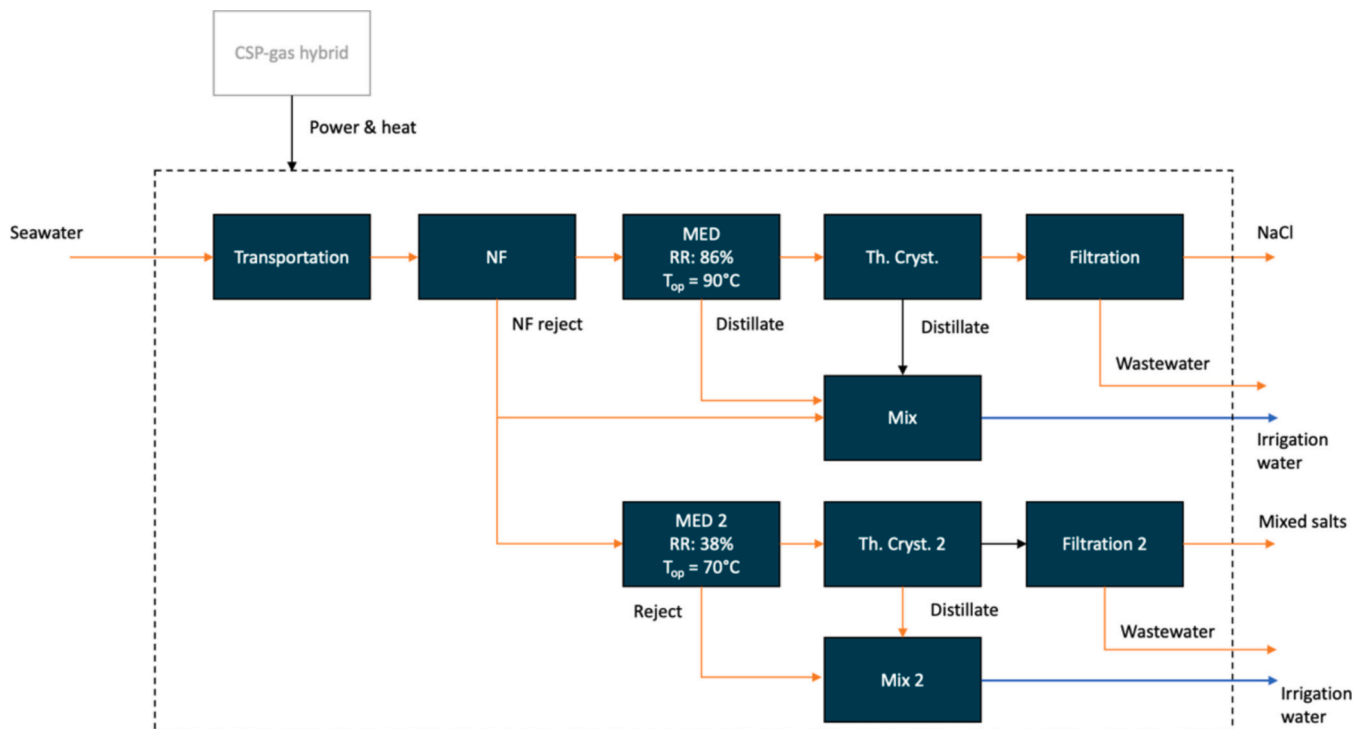 CSP-gas hybrid
Power & heat
Seawater
Transportation
NF
MED
RR: 86%
Top = 90°C
Th. Cryst.
Filtration
NaCl
NF reject
Distillate
Distillate
Wastewater
Mix
Irrigation
water
MED 2
RR: 38%
Top = 70°C
Th. Cryst. 2
Filtration 2
Mixed salts
Reject
Distillate
Wastewater
Mix 2
Irrigation
water